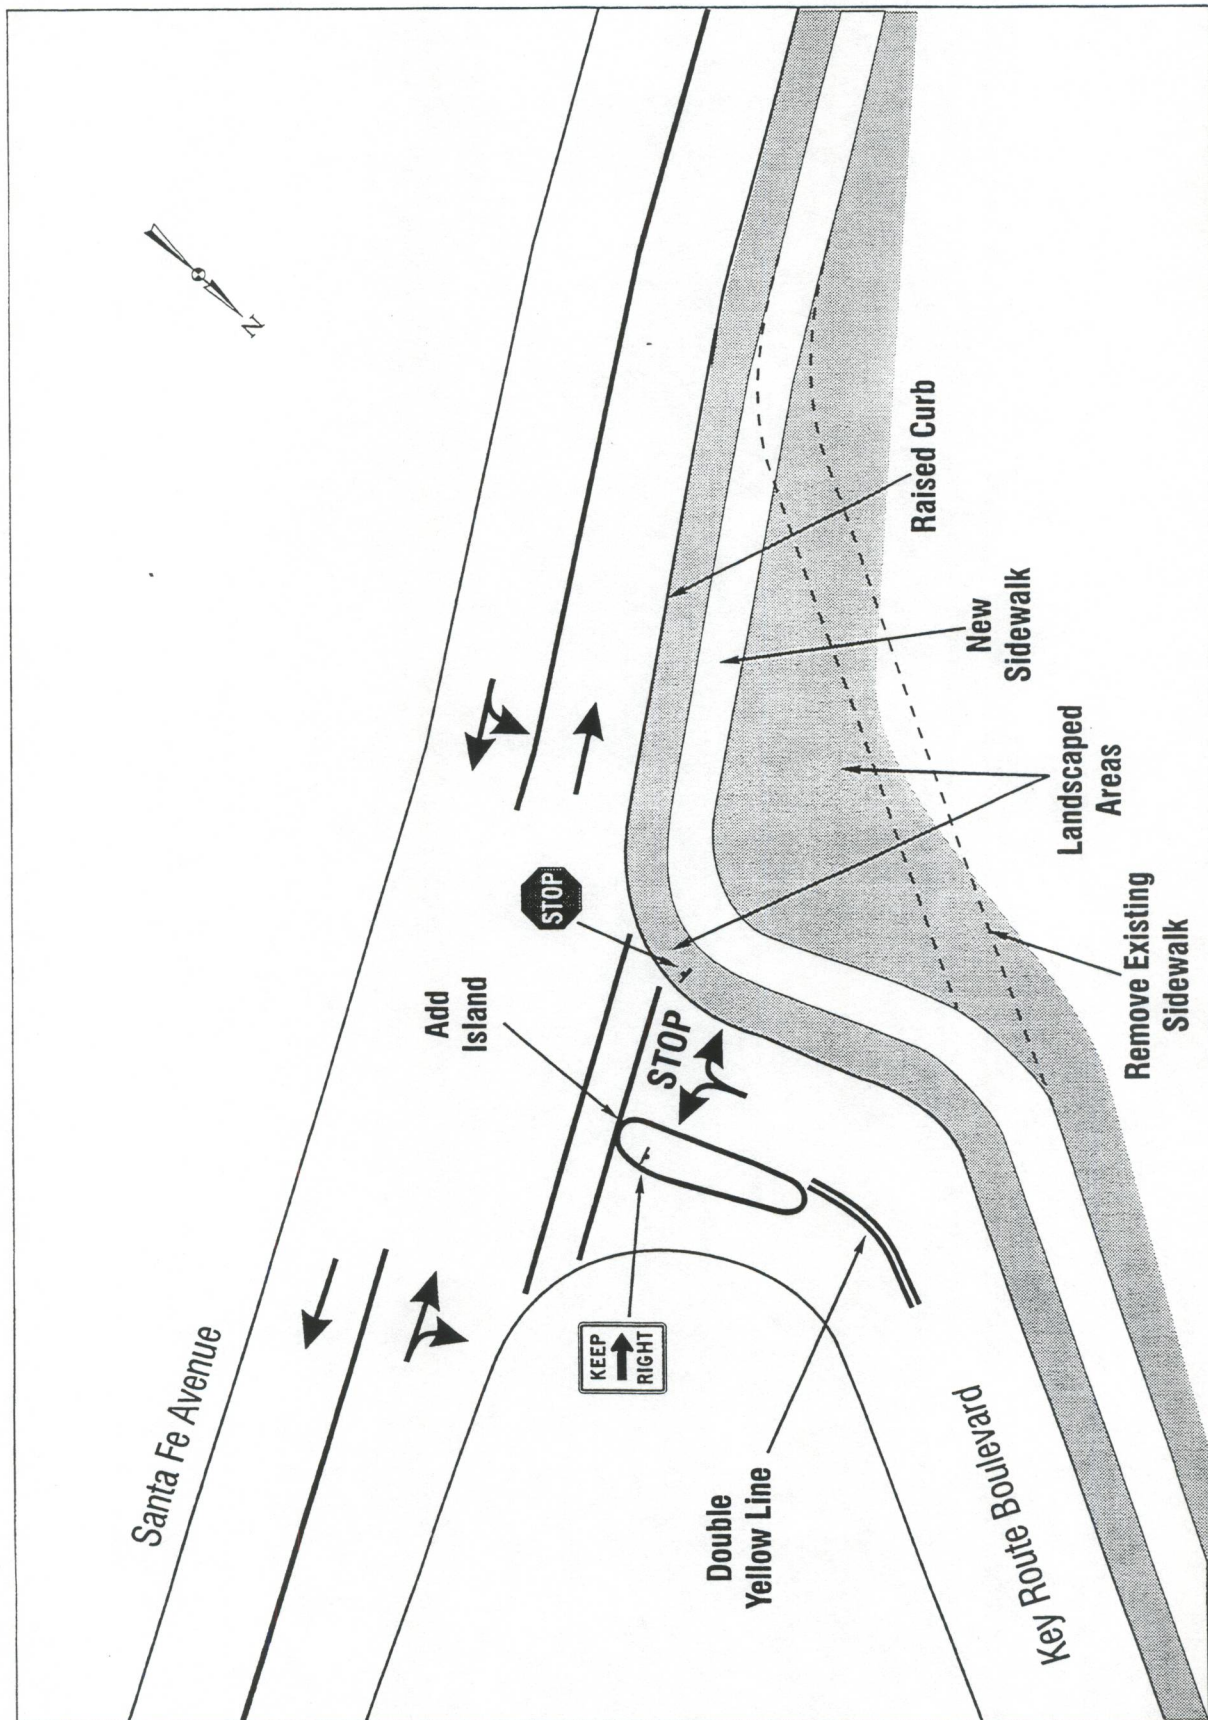 Santa Fe Avenue
N
Add
Island
STOP
STOP
KEEP
RIGHT
Raised Curb
New
Sidewalk
Landscaped
Areas
Remove Existing
Sidewalk
Double
Yellow Line
Key Route Boulevard